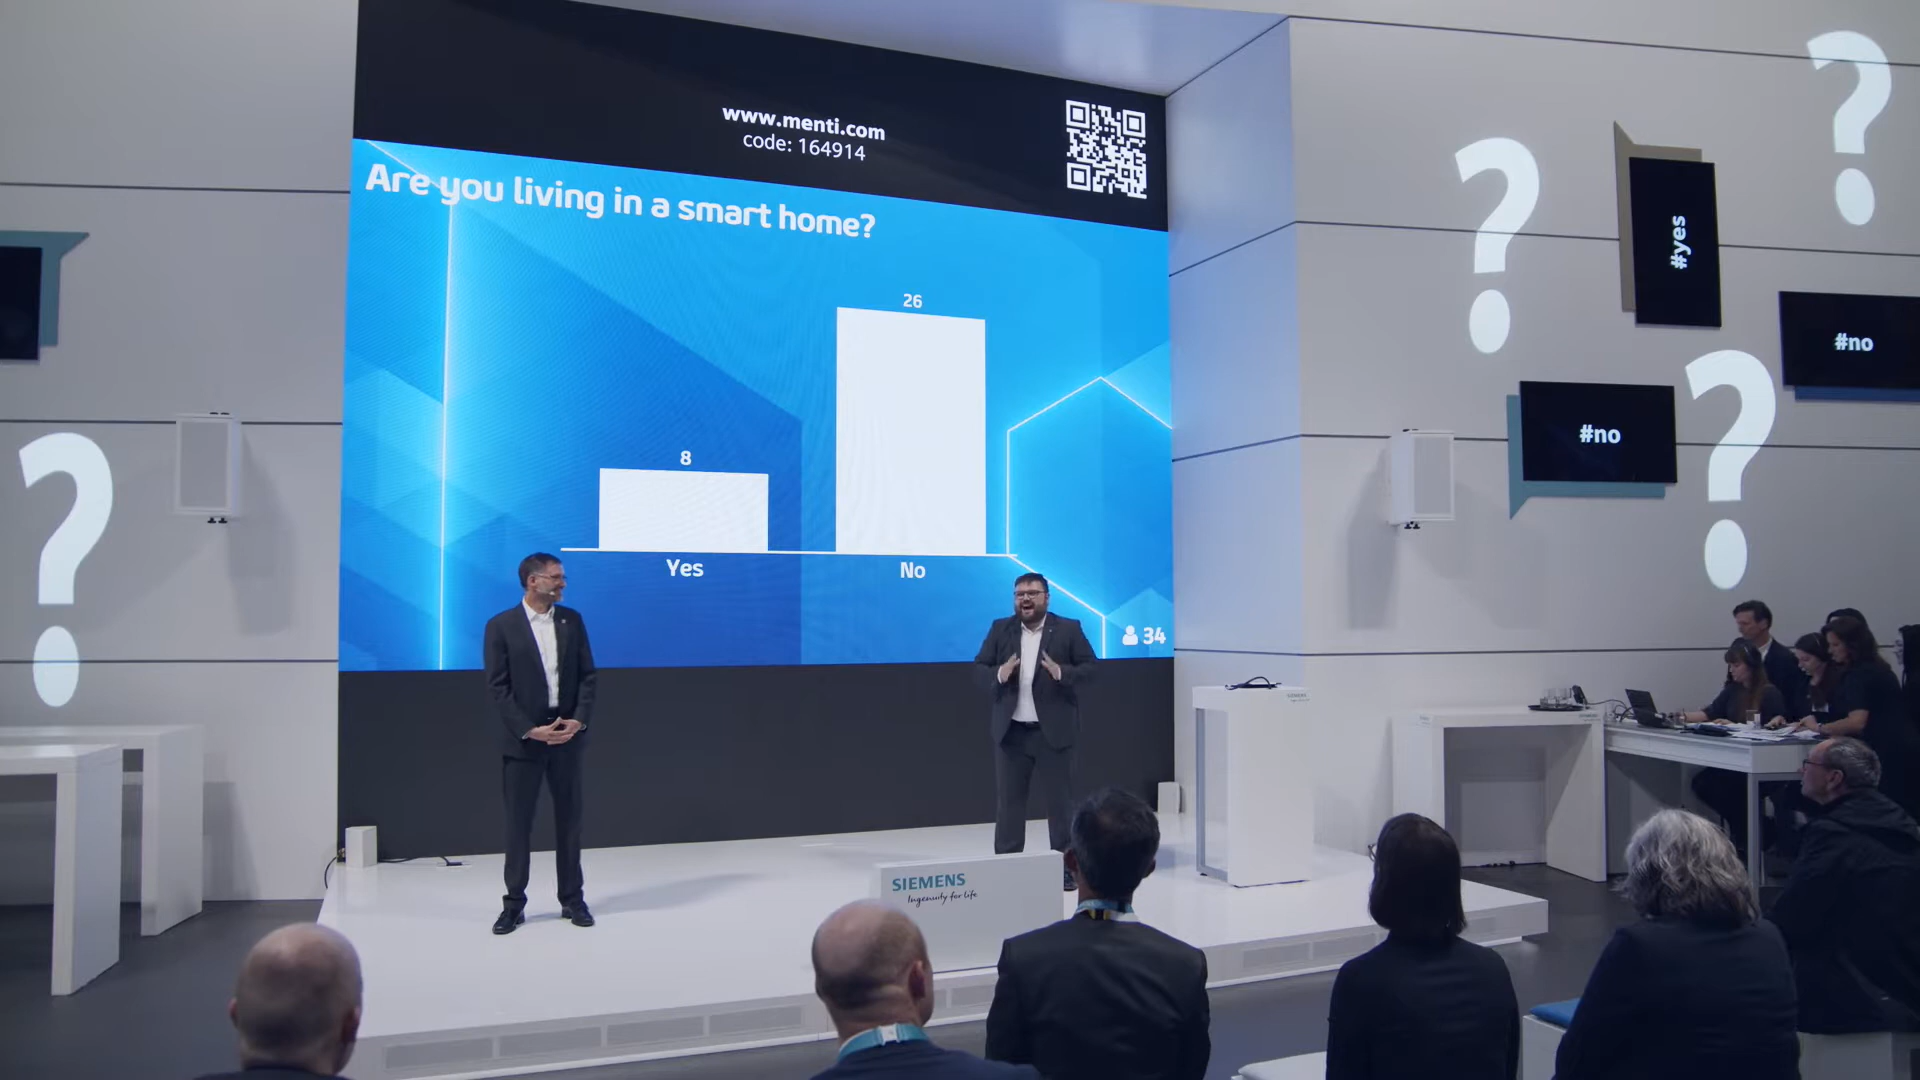 www.menti.com
code: 164914
Are you living in a smart home?
26
8
Yes
No
34
#yes
#no
#no
SIEMENS
Ingenuity for life
SIEMENS